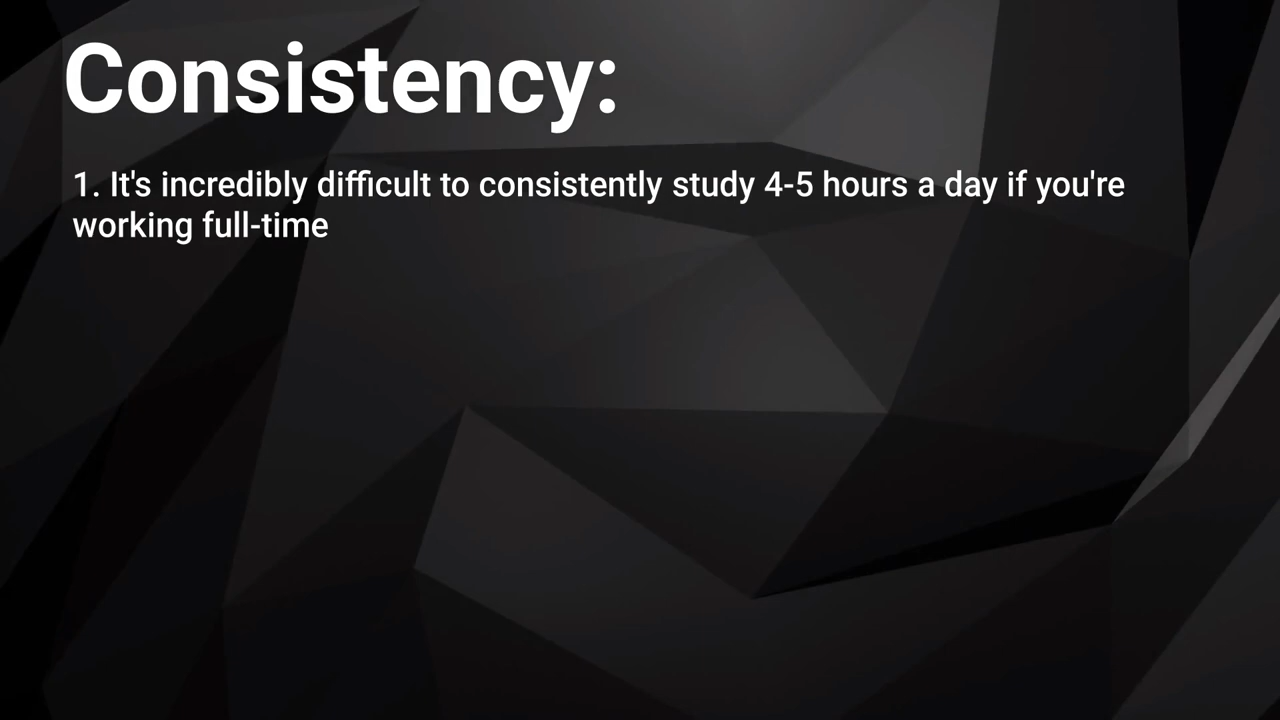 Consistency:
1. It's incredibly difficult to consistently study 4-5 hours a day if you're
working full-time